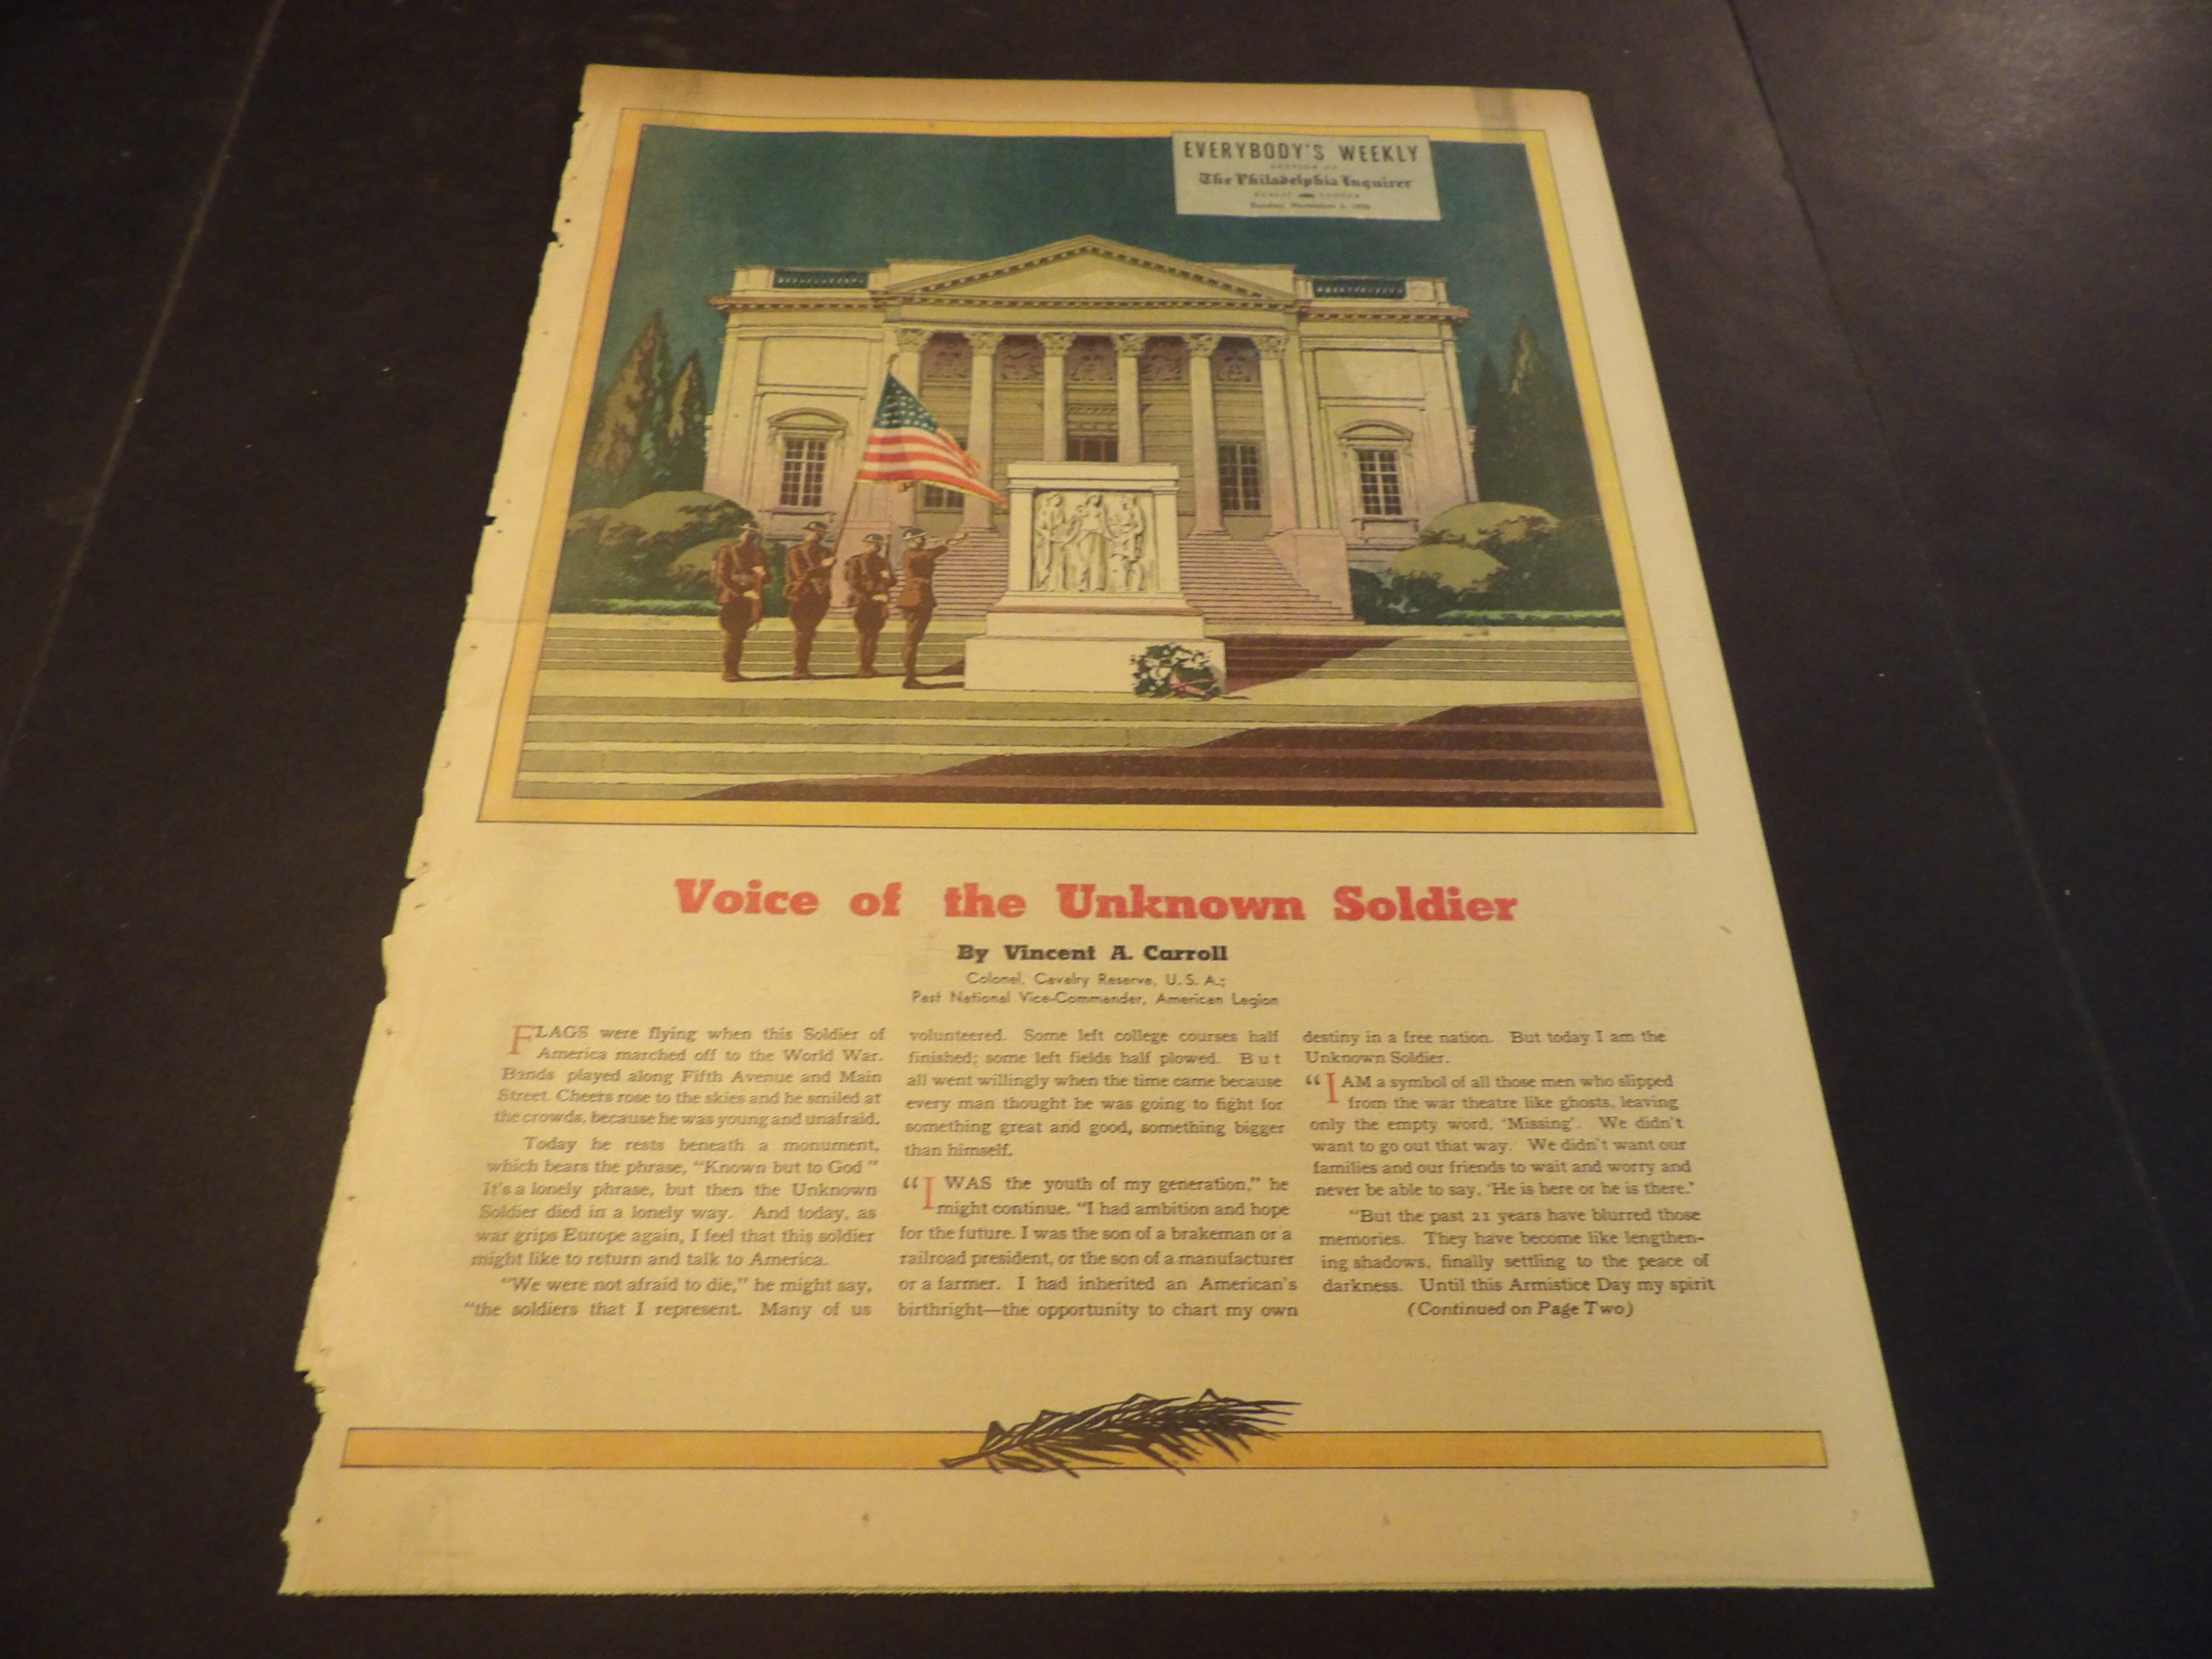 EVERYBODY'S WEEKLY
SECTION OF
The Philadelphia Inquirer
PUBLIC LEDGER
Sunday, November
Voice of the Unknown Soldier
By Vincent A. Carroll
Colonel, Cavalry Reserve, U. S. A.;
Past National Vice-Commander, American Legion
FLAGS were flying when this Soldier of
America marched off to the World War.
Bands played along Fifth Avenue and Main
Street. Cheers rose to the skies and he smiled at
the crowds, because he was young and unafraid.
Today he rests beneath a monument,
which bears the phrase, "Known but to God"
It's a lonely phrase, but then the Unknown
Soldier died in a lonely way. And today, as
war grips Europe again, I feel that this soldier
might like to return and talk to America.
"We were not afraid to die," he might say,
"the soldiers that I represent. Many of us
volunteered. Some left college courses half
finished; some left fields half plowed. But
all went willingly when the time came because
every man thought he was going to fight for
something great and good, something bigger
than himself.
"I WAS the youth of my generation," he
might continue. "I had ambition and hope
for the future. I was the son of a brakeman or a
railroad president, or the son of a manufacturer
or a farmer. I had inherited an American's
birthright—the opportunity to chart my own
destiny in a free nation. But today I am the
Unknown Soldier.
"I AM a symbol of all those men who slipped
from the war theatre like ghosts, leaving
only the empty word, 'Missing'. We didn't
want to go out that way. We didn't want our
families and our friends to wait and worry and
never be able to say, 'He is here or he is there.'
"But the past 21 years have blurred those
memories. They have become like lengthen-
ing shadows, finally settling to the peace of
darkness. Until this Armistice Day my spirit
(Continued on Page Two)